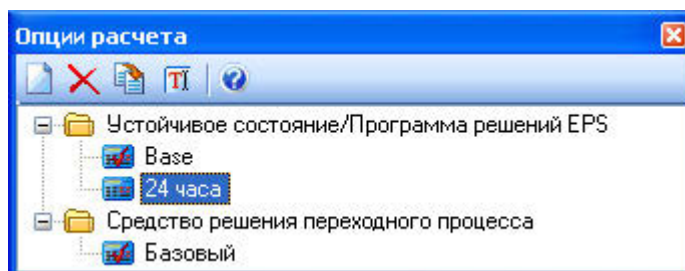 Опции расчета
Устойчивое состояние/Программа решений EPS
Base
24 часа
Средство решения переходного процесса
Базовый